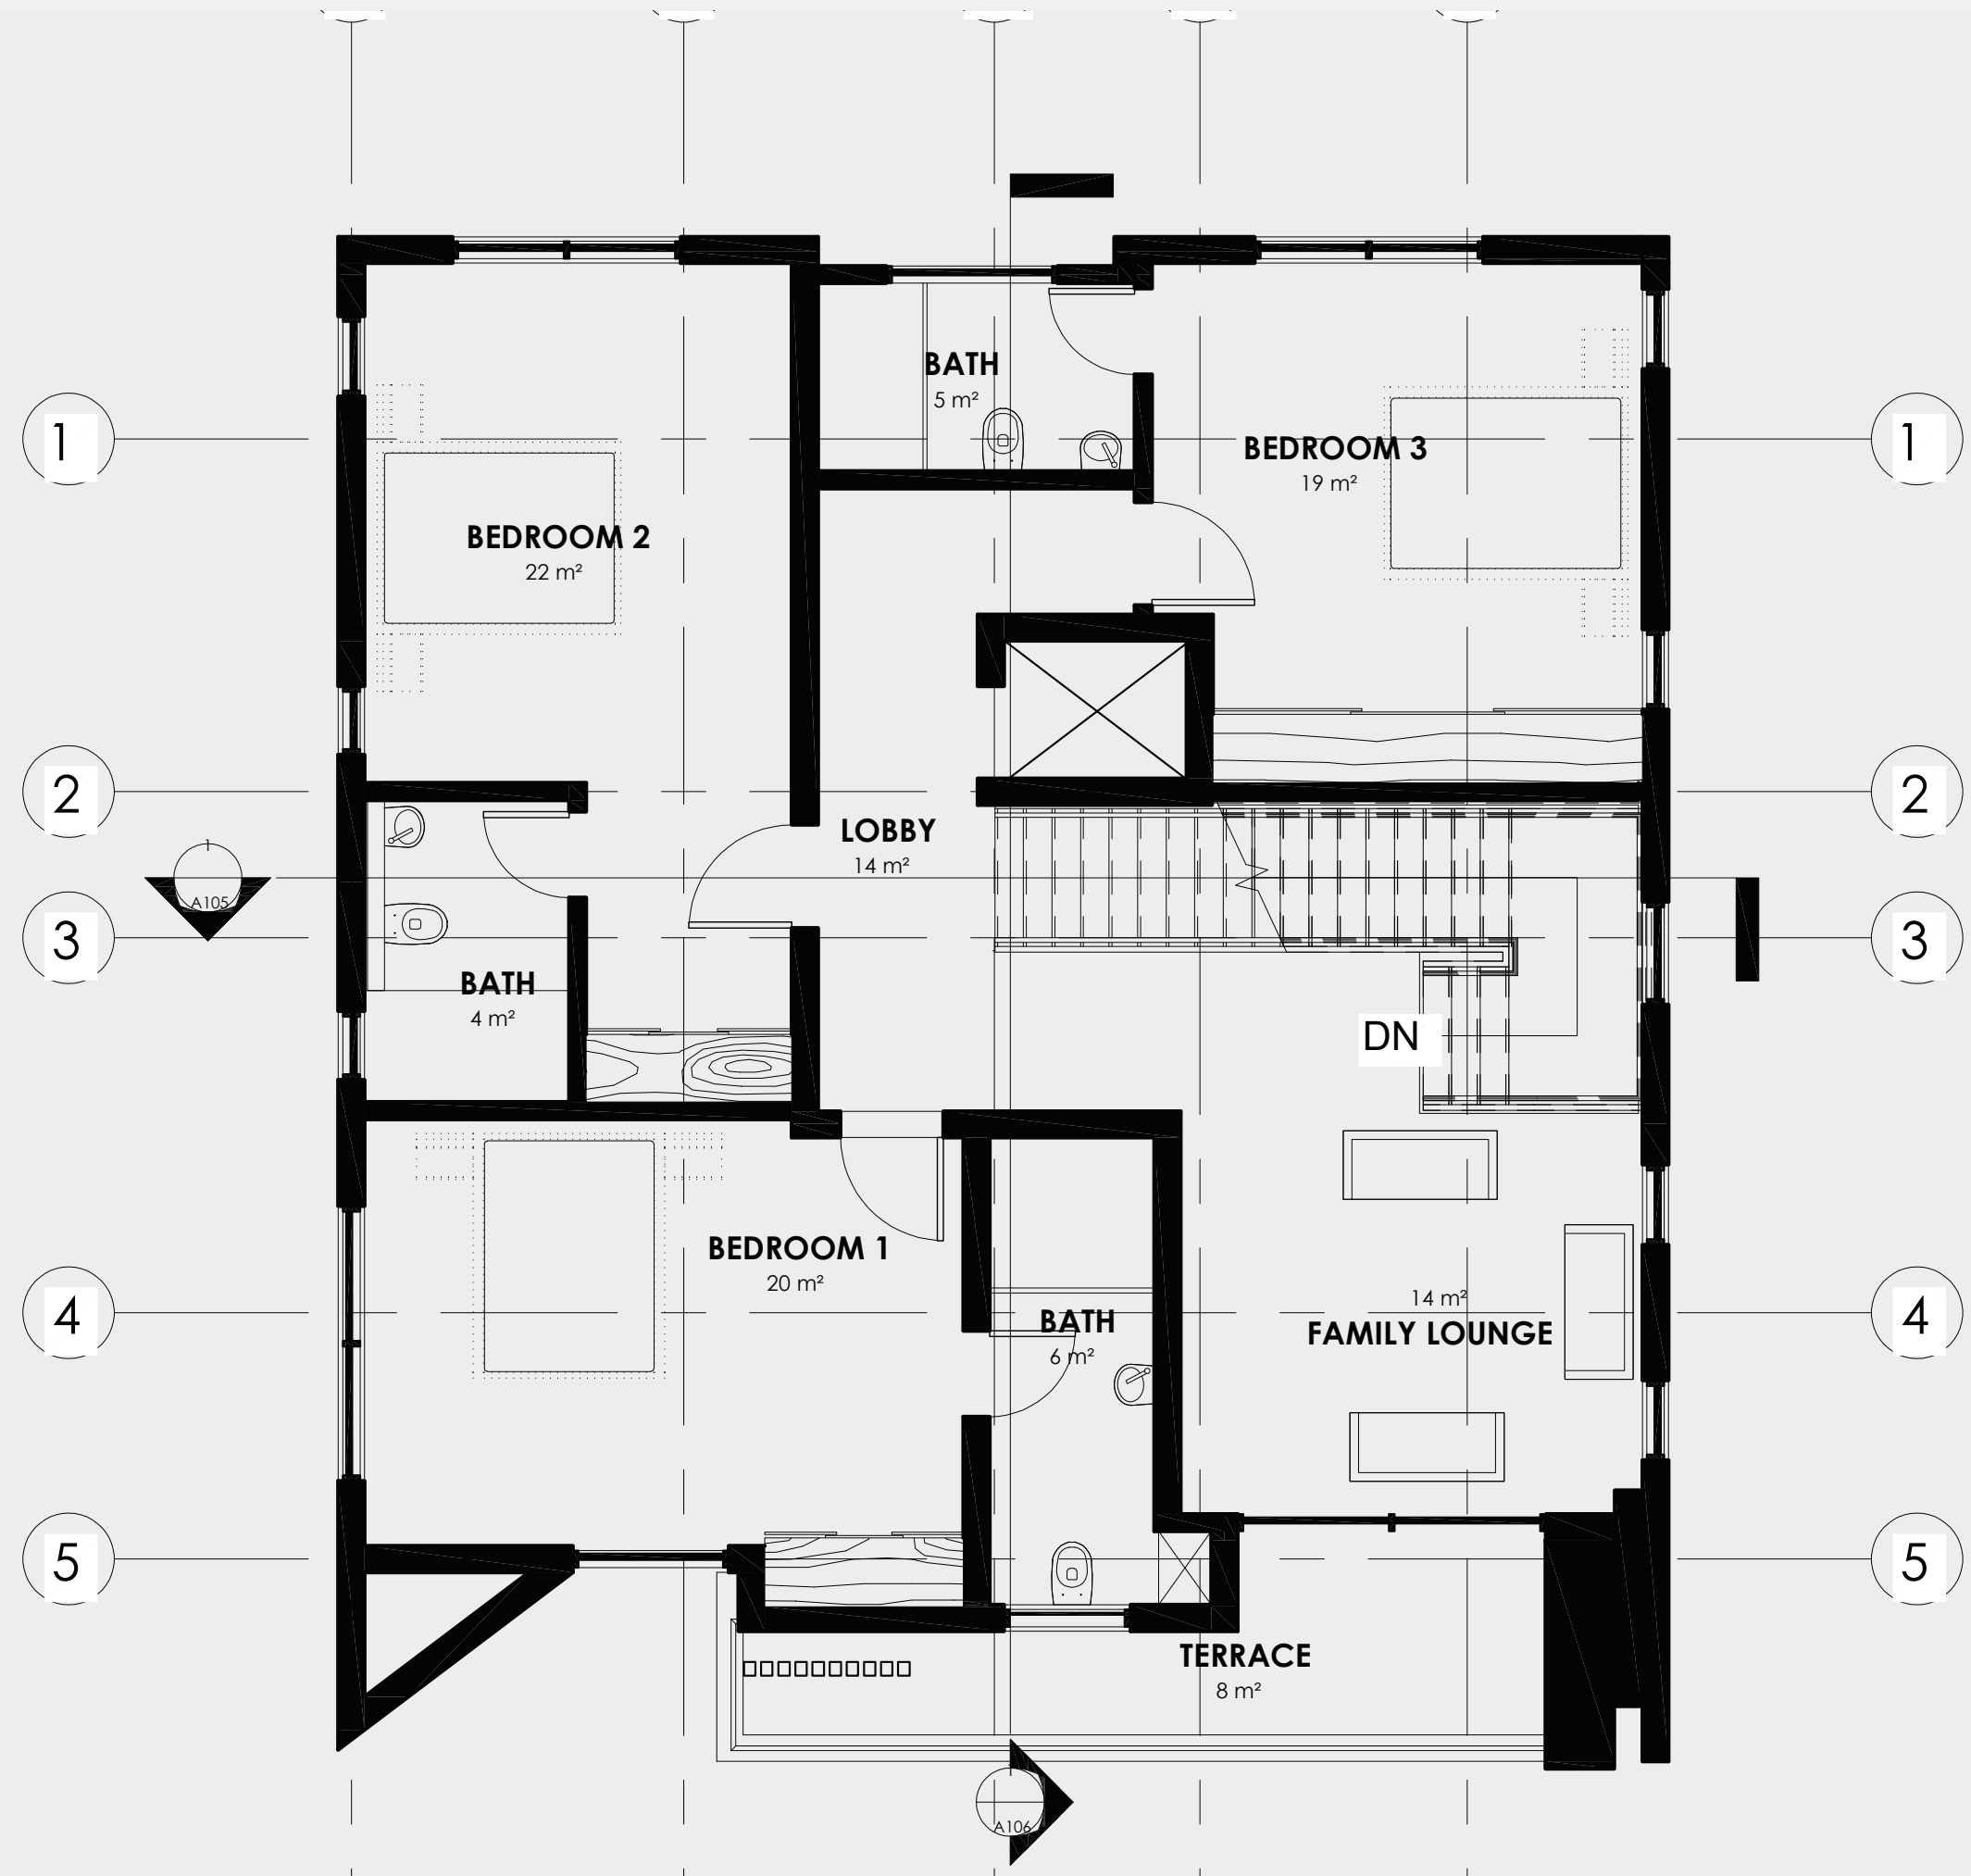 BATH
5 m²
1
BEDROOM 3
19 m²
1
BEDROOM 2
22 m²
2
2
LOBBY
14 m²
1
A105
3
3
BATH
4 m²
DN
BEDROOM 1
20 m²
4
14 m²
FAMILY LOUNGE
4
BATH
6 m²
5
5
TERRACE
8 m²
1
A106